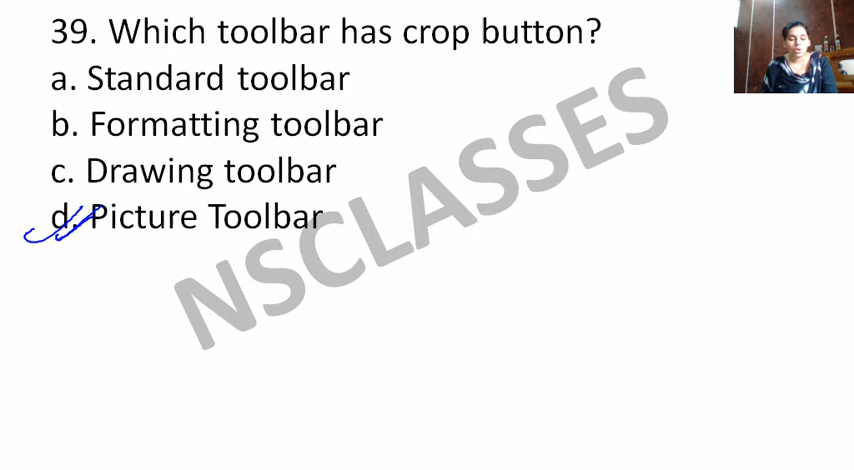 39. Which toolbar has crop button?
a. Standard toolbar
b. Formatting toolbar
c. Drawing toolbar
d. Picture Toolbar
NSCLASSES